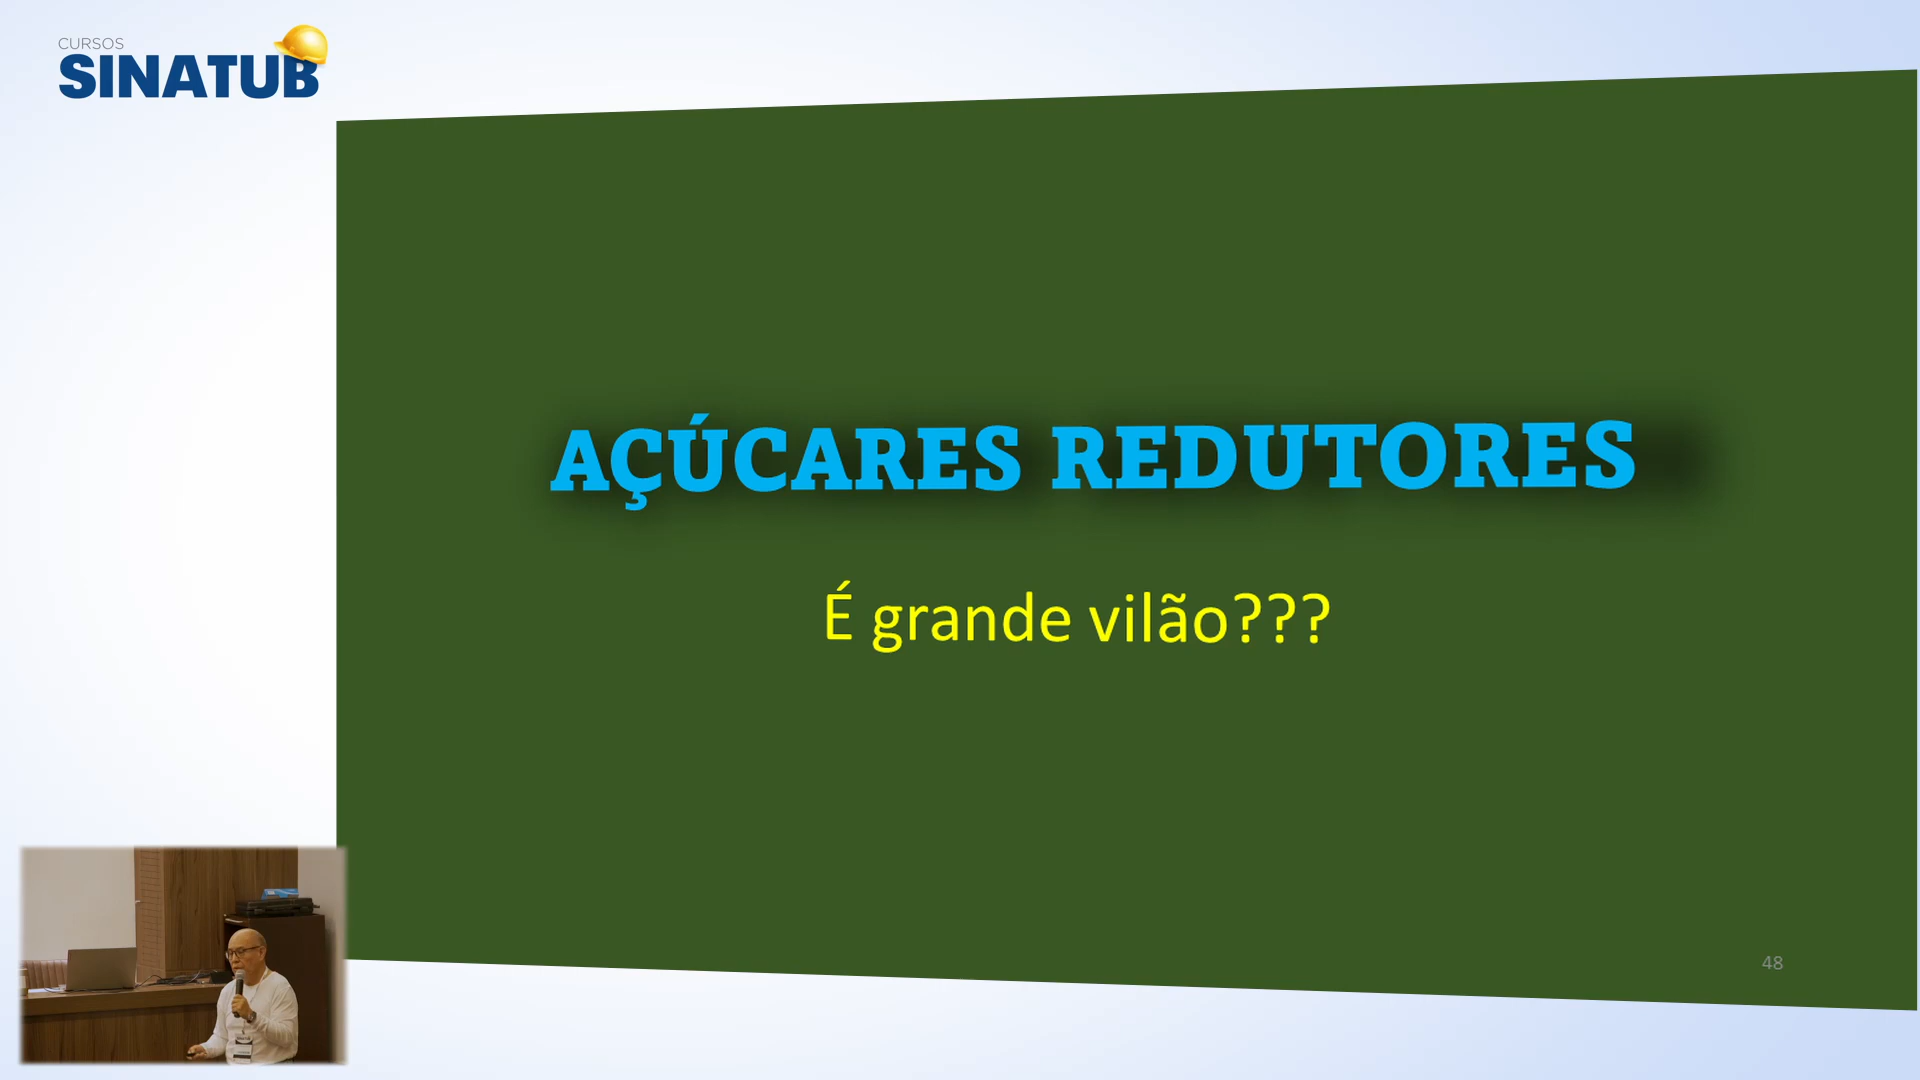 CURSOS
SINATUB
AÇÚCARES REDUTORES
É grande vilão???
48